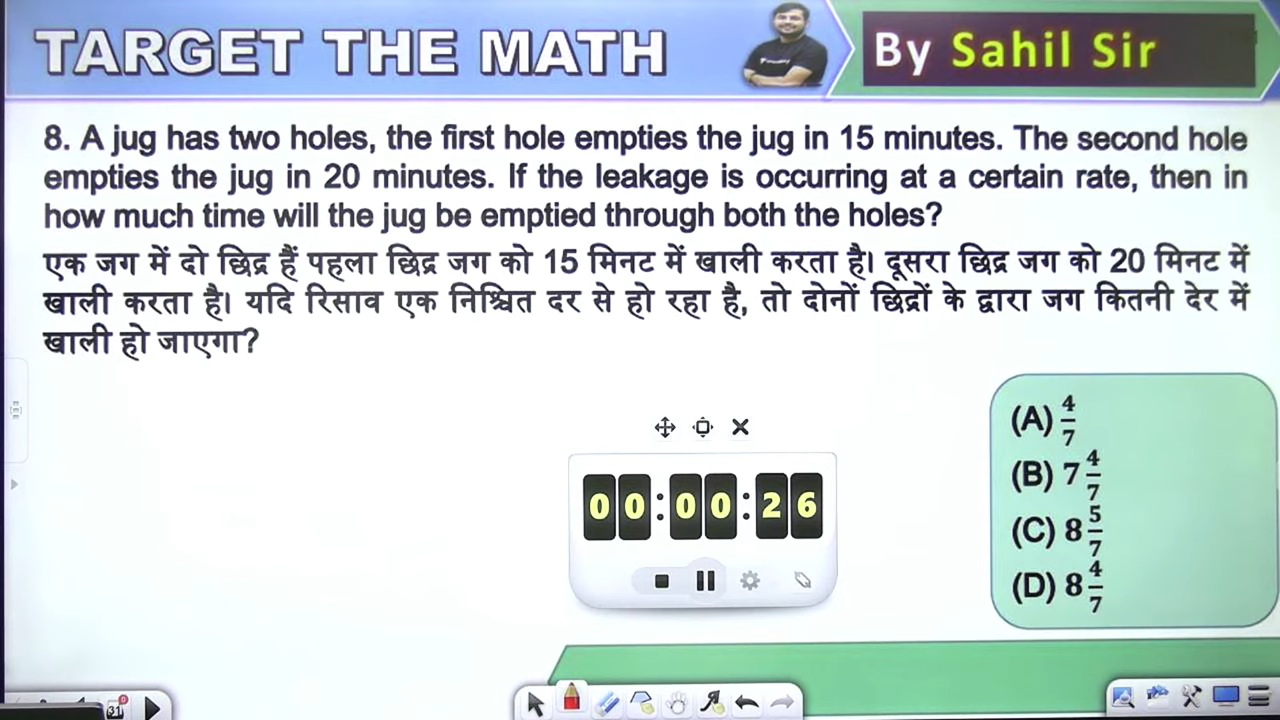 TARGET THE MATH
By Sahil Sir
8. A jug has two holes, the first hole empties the jug in 15 minutes. The second hole
empties the jug in 20 minutes. If the leakage is occurring at a certain rate, then in
how much time will the jug be emptied through both the holes?
एक जग में दो छिद्र हैं पहला छिद्र जग को 15 मिनट में खाली करता है। दूसरा छिद्र जग को 20 मिनट में
खाली करता है। यदि रिसाव एक निश्चित दर से हो रहा है, तो दोनों छिद्रों के द्वारा जग कितनी देर में
खाली हो जाएगा?
(A) 4/7
(B) 7 4/7
(C) 8 5/7
(D) 8 4/7
00:00:26
31